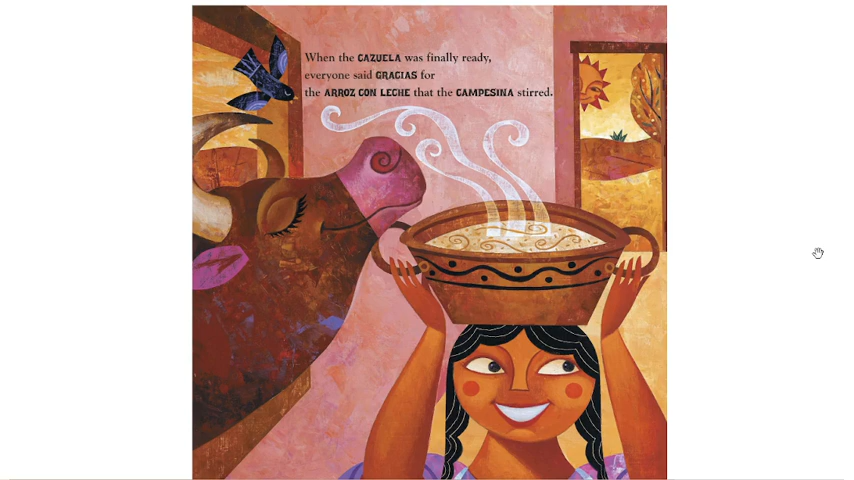 When the CAZUELA was finally ready,
everyone said GRACIAS for
the ARROZ CON LECHE that the CAMPESINA stirred.